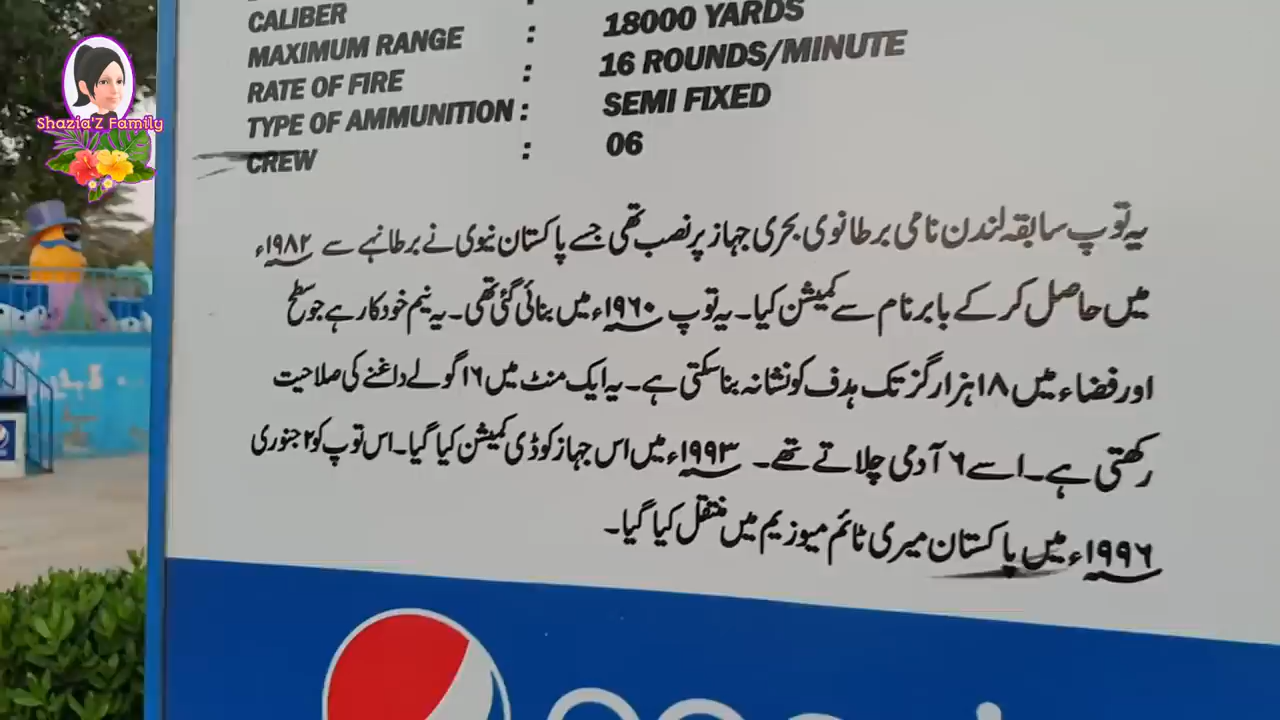 CALIBER :
MAXIMUM RANGE : 18000 YARDS
RATE OF FIRE : 16 ROUNDS/MINUTE
TYPE OF AMMUNITION : SEMI FIXED
CREW : 06
یہ توپ سابقہ لندن نامی برطانوی بحری جہاز پر نصب تھی جسے پاکستان نیوی نے برطانیے سے ۱۹۸۲ء
میں حاصل کر کے بابر نام سے کمیشن کیا۔ یہ توپ ۱۹۶۰ء میں بنائی گئی تھی۔ یہ نیم خودکار ہے جو سطح
اور فضاء میں ۱۸ ہزار گز تک ہدف کو نشانہ بنا سکتی ہے۔ یہ ایک منٹ میں ۱۶ گولے داغنے کی صلاحیت
رکھتی ہے۔ اسے ۶ آدمی چلاتے تھے۔ ۱۹۹۳ء میں اس جہاز کو ڈی کمیشن کیا گیا۔ اس توپ کو ۲ جنوری
۱۹۹۶ء میں پاکستان میری ٹائم میوزیم میں منتقل کیا گیا۔
Shazia'Z Family